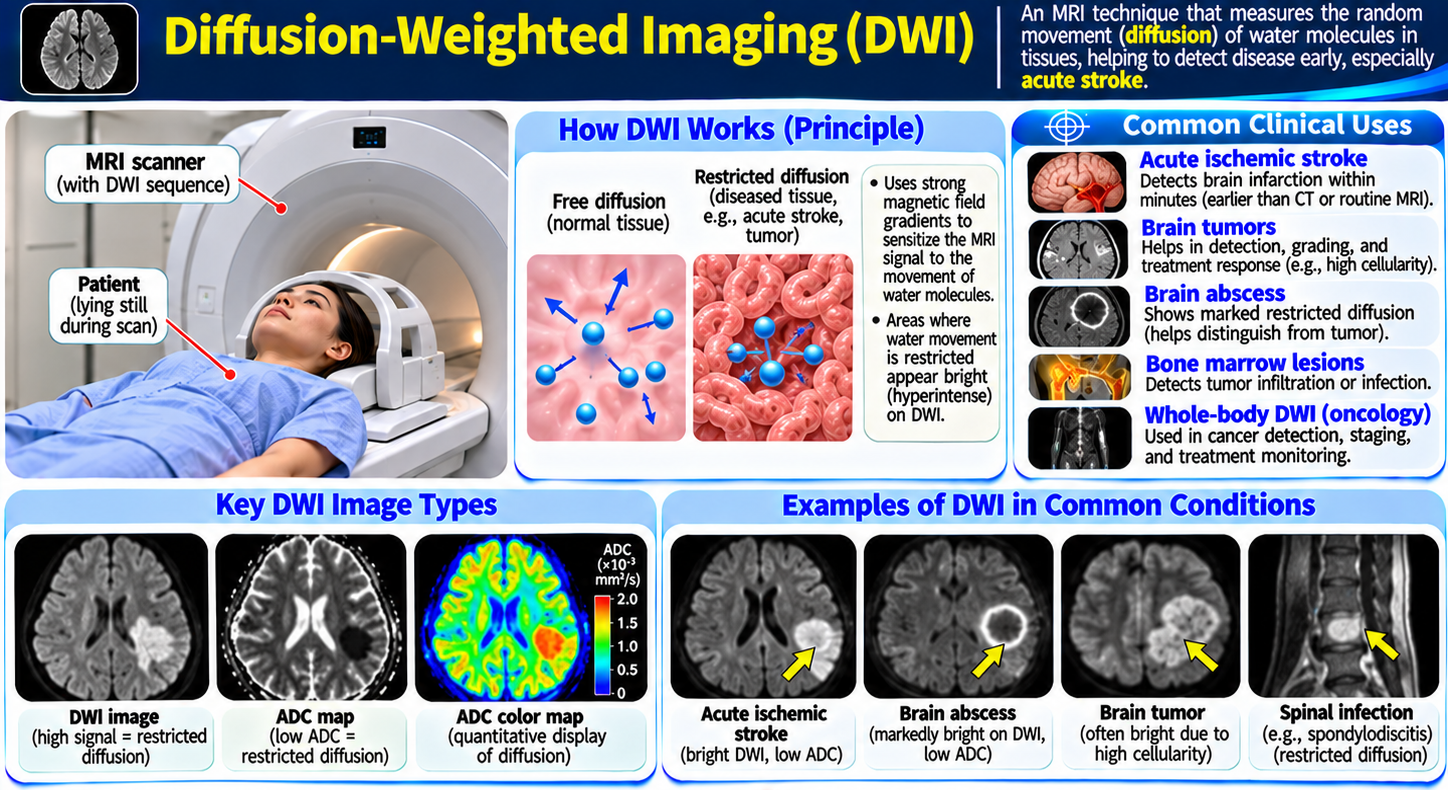 Diffusion-Weighted Imaging (DWI)
An MRI technique that measures the random
movement (diffusion) of water molecules in
tissues, helping to detect disease early, especially
acute stroke.
MRI scanner
(with DWI sequence)
Patient
(lying still
during scan)
How DWI Works (Principle)
Free diffusion
(normal tissue)
Restricted diffusion
(diseased tissue,
e.g., acute stroke,
tumor)
• Uses strong
magnetic field
gradients to
sensitize the MRI
signal to the
movement of
water molecules.
• Areas where
water movement
is restricted
appear bright
(hyperintense)
on DWI.
Common Clinical Uses
Acute ischemic stroke
Detects brain infarction within
minutes (earlier than CT or routine MRI).
Brain tumors
Helps in detection, grading, and
treatment response (e.g., high cellularity).
Brain abscess
Shows marked restricted diffusion
(helps distinguish from tumor).
Bone marrow lesions
Detects tumor infiltration or infection.
Whole-body DWI (oncology)
Used in cancer detection, staging,
and treatment monitoring.
Key DWI Image Types
ADC
(×10⁻³
mm²/s)
2.0
1.0
1.0
0.5
0
DWI image
(high signal = restricted
diffusion)
ADC map
(low ADC =
restricted diffusion)
ADC color map
(quantitative display
of diffusion)
Examples of DWI in Common Conditions
Acute ischemic
stroke
(bright DWI, low ADC)
Brain abscess
(markedly bright on DWI,
low ADC)
Brain tumor
(often bright due to
high cellularity)
Spinal infection
(e.g., spondylodiscitis)
(restricted diffusion)